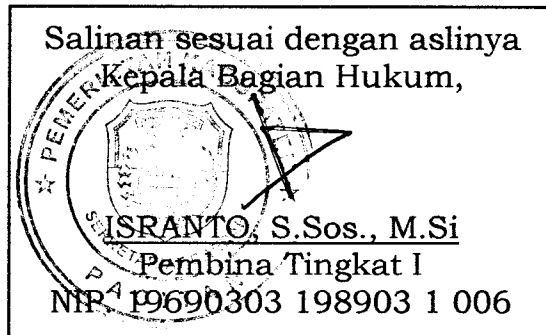 Salinan sesuai dengan aslinya
Kepala Bagian Hukum,
ISRANTO, S.Sos., M.Si
Pembina Tingkat I
NIP. 19690303 198903 1 006